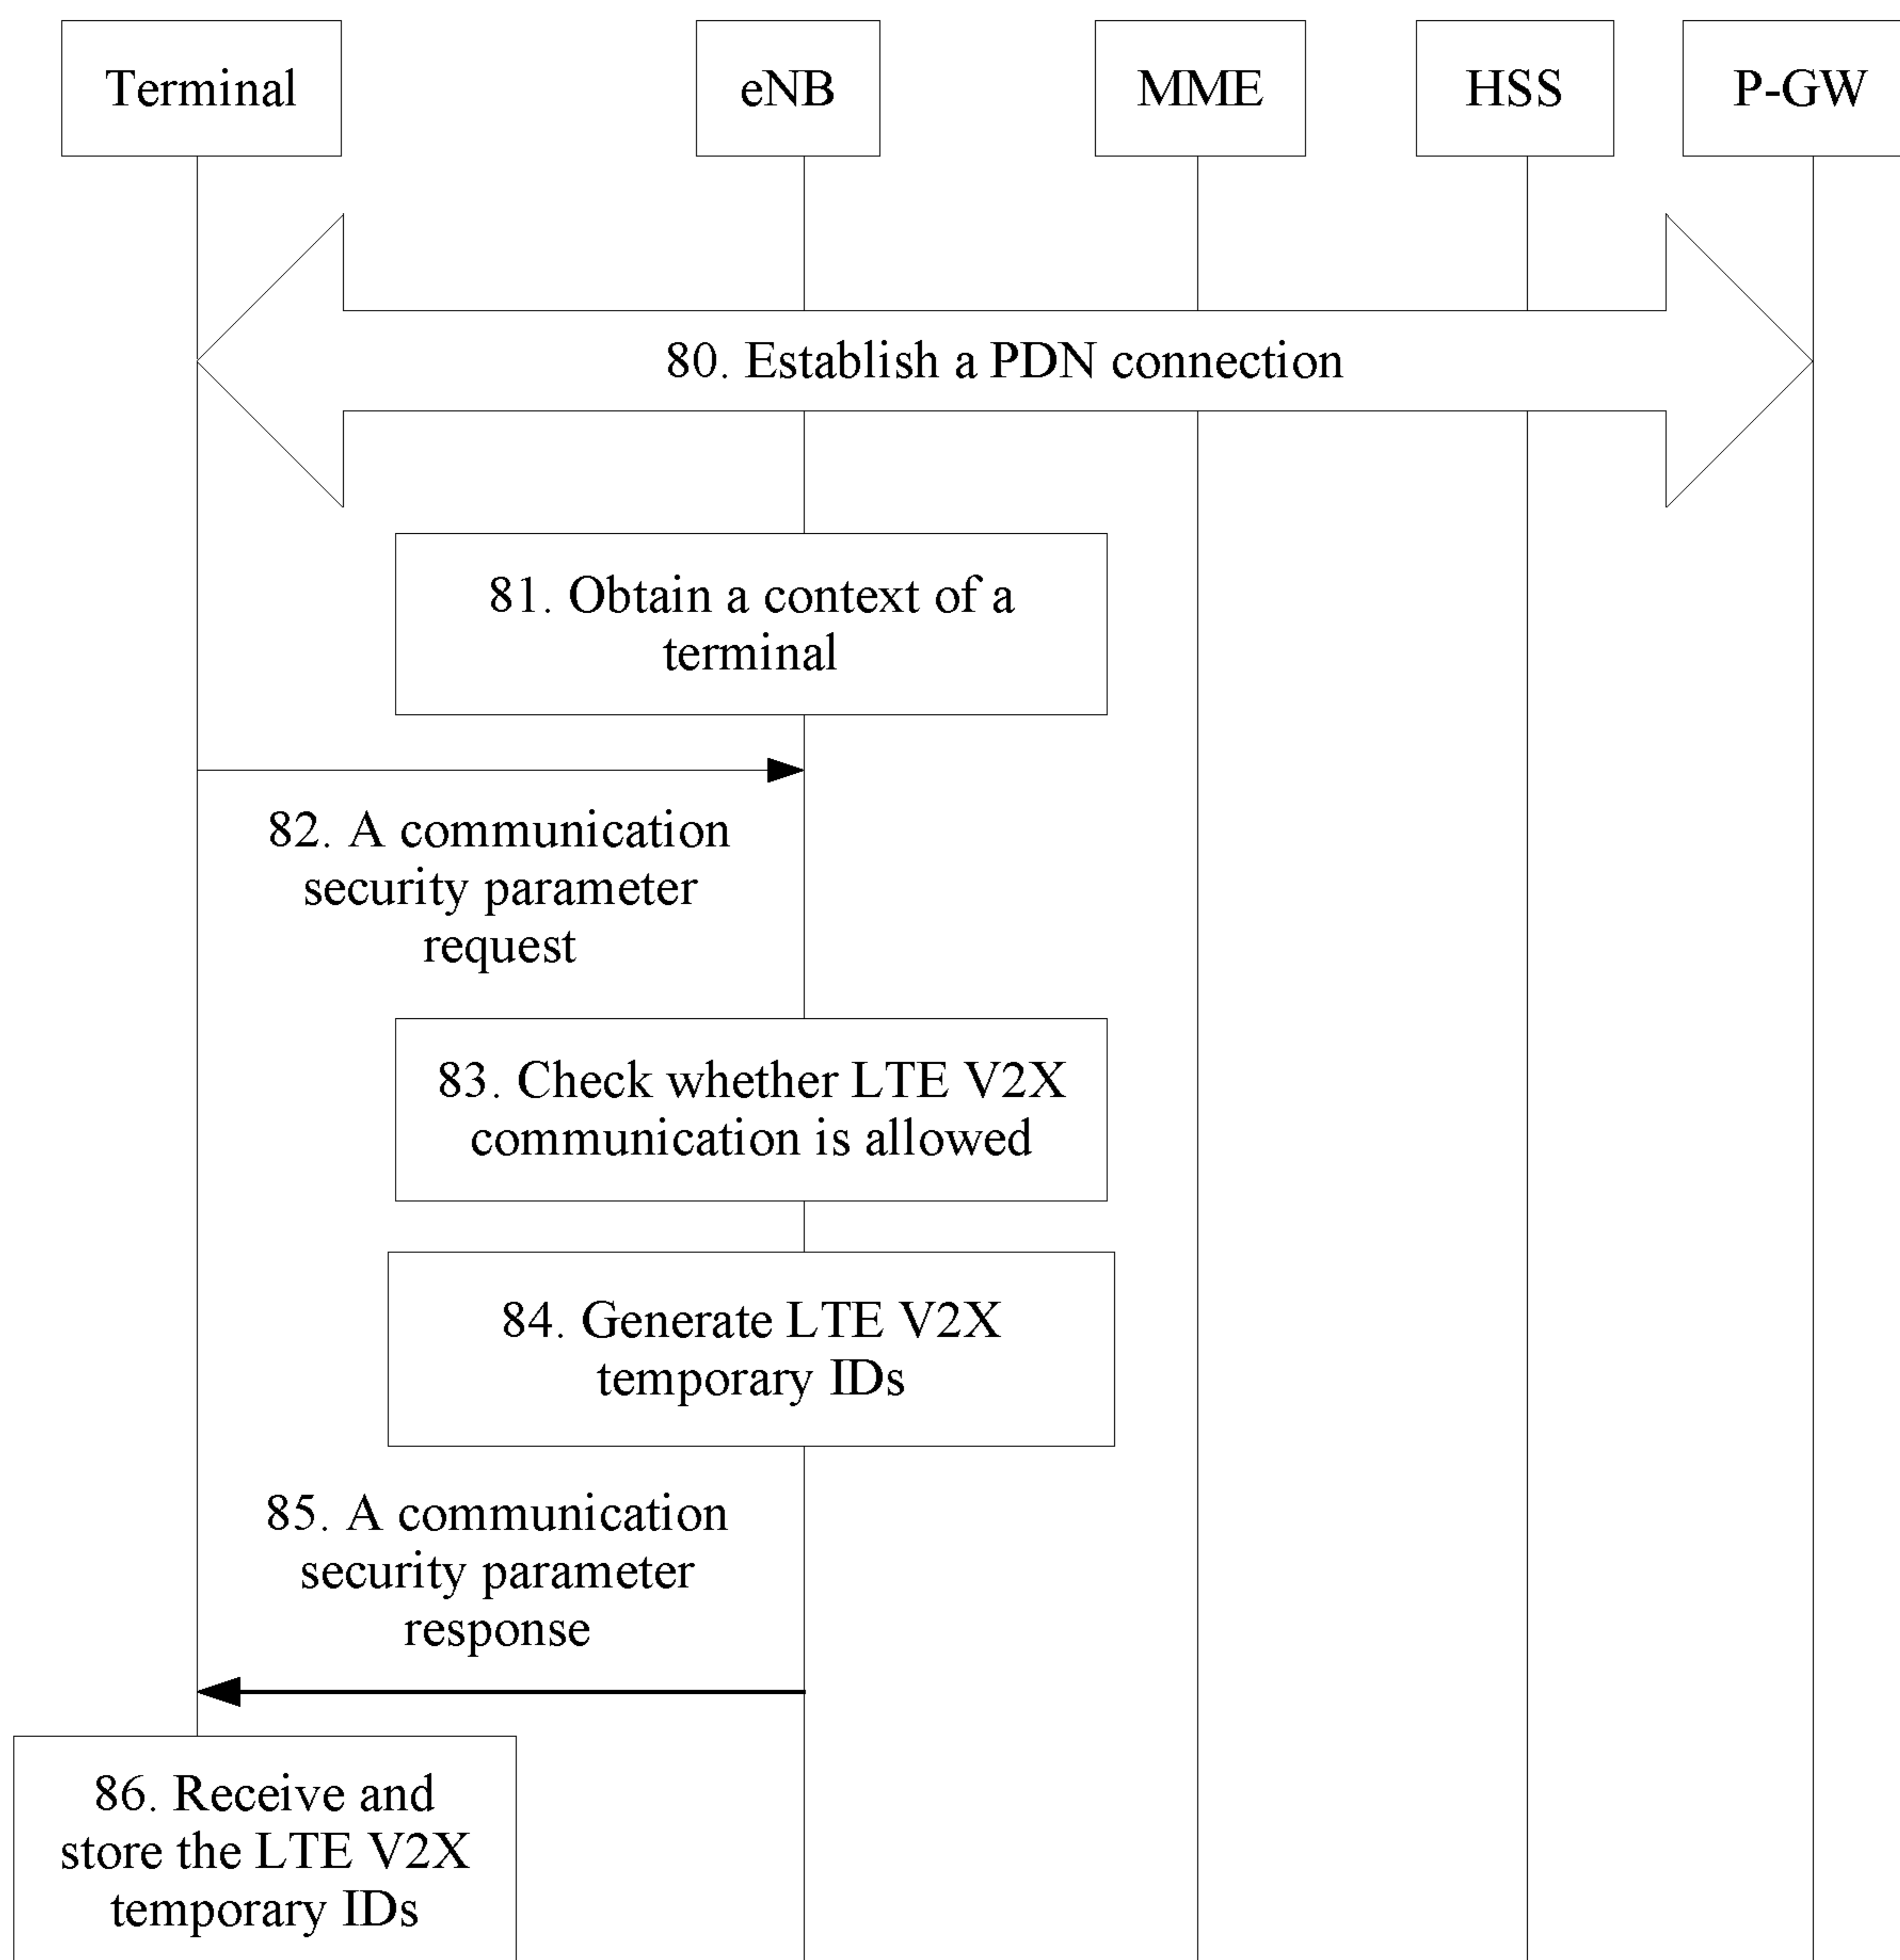 Terminal
eNB
MME
HSS
P-GW
80. Establish a PDN connection
81. Obtain a context of a
terminal
82. A communication
security parameter
request
83. Check whether LTE V2X
communication is allowed
84. Generate LTE V2X
temporary IDs
85. A communication
security parameter
response
86. Receive and
store the LTE V2X
temporary IDs